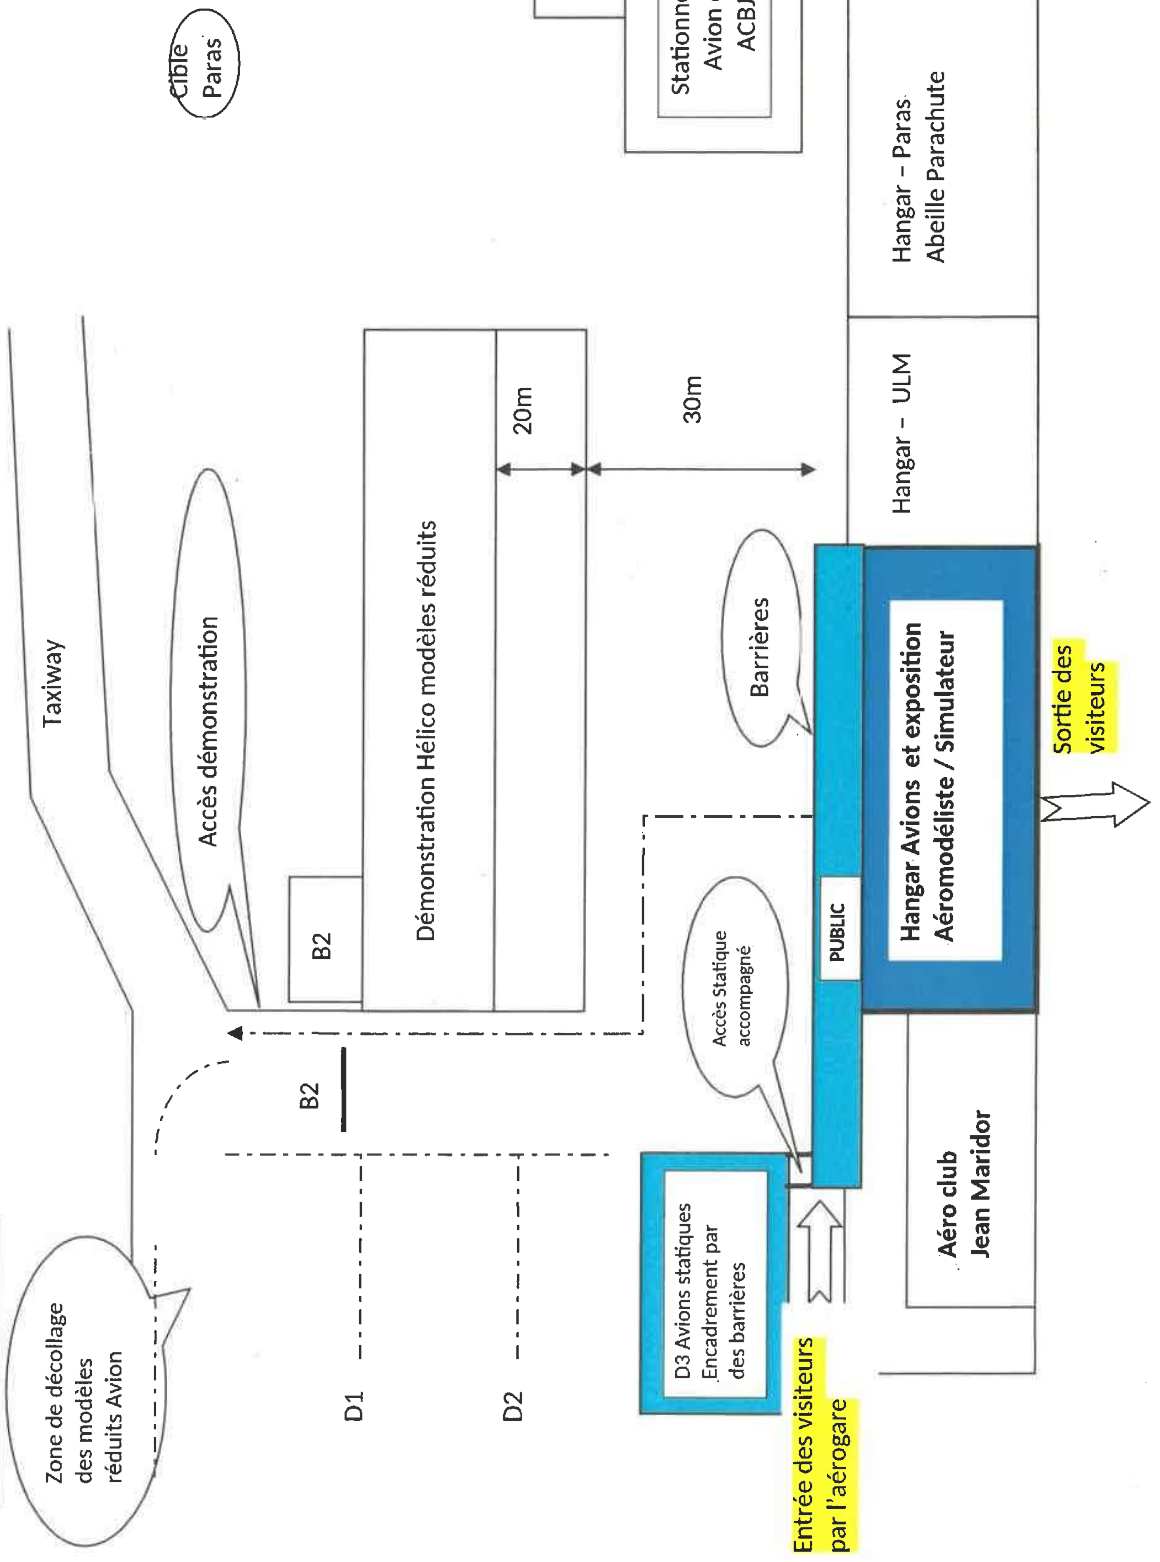 Zone de décollage
des modèles
réduits Avion
Taxiway
Cible
Paras
Accès démonstration
B2
B2
Démonstration Hélico modèles réduits
20m
30m
D1
D2
D3 Avions statiques
Encadrement par
des barrières
Accès Statique
accompagné
Barrières
Avion
ACBJ
PUBLIC
Entrée des visiteurs
par l'aérogare
Aéro club
Jean Maridor
Hangar Avions et exposition
Aéromodéliste / Simulateur
Hangar – ULM
Hangar – Paras
Abeille Parachute
Sortie des
visiteurs